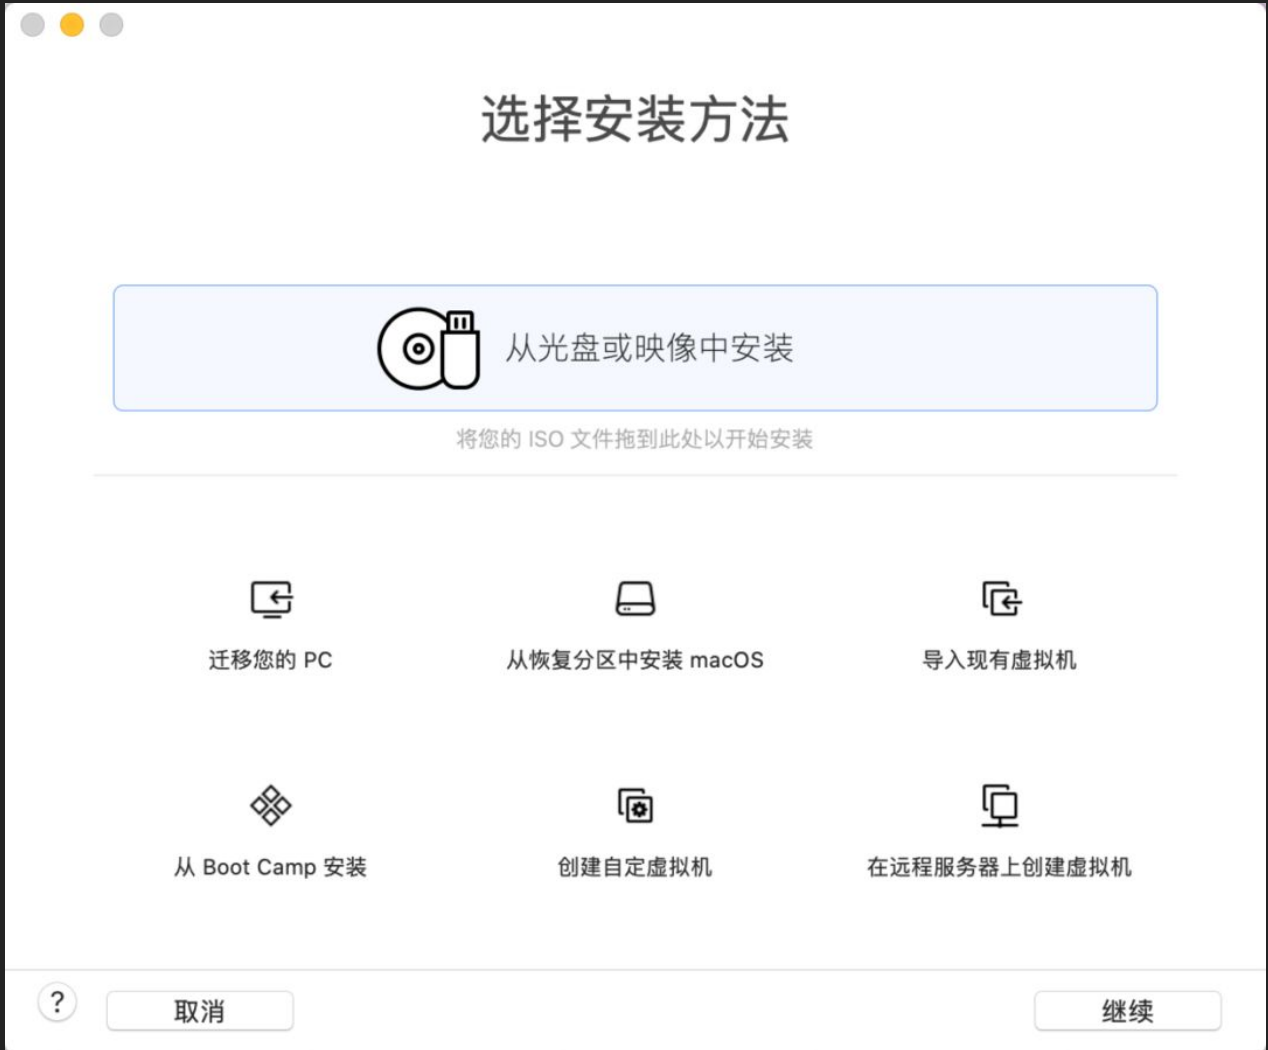 选择安装方法
从光盘或映像中安装
将您的 ISO 文件拖到此处以开始安装
迁移您的 PC
从恢复分区中安装 macOS
导入现有虚拟机
从 Boot Camp 安装
创建自定虚拟机
在远程服务器上创建虚拟机
?
取消
继续